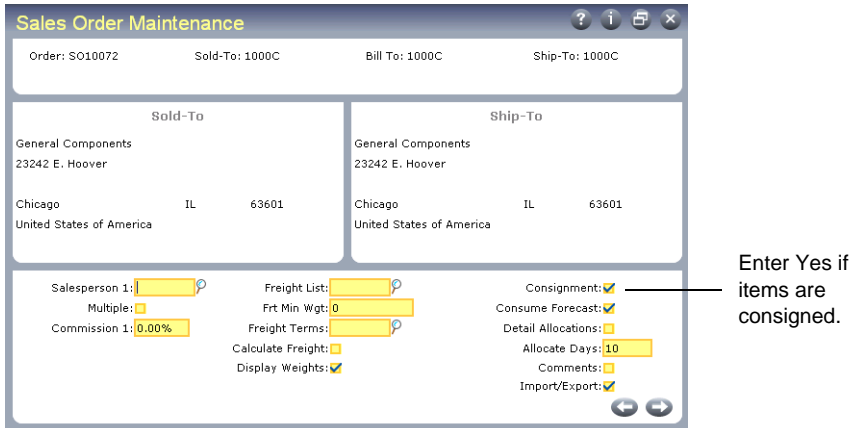 Sales Order Maintenance
Order: SO10072 Sold-To: 1000C Bill To: 1000C Ship-To: 1000C
Sold-To
General Components
23242 E. Hoover
Chicago IL 63601
United States of America
Ship-To
General Components
23242 E. Hoover
Chicago IL 63601
United States of America
Salesperson 1:
Multiple:
Commission 1: 0.00%
Freight List:
Frt Min Wgt: 0
Freight Terms:
Calculate Freight:
Display Weights:
Consignment:
Consume Forecast:
Detail Allocations:
Allocate Days: 10
Comments:
Import/Export:
Enter Yes if
items are
consigned.